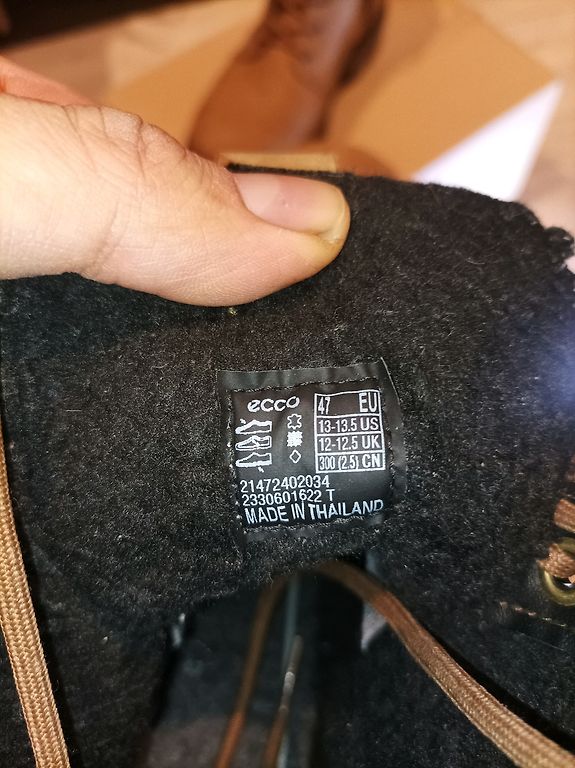 ecco
47 EU
13-13.5 US
12-12.5 UK
300 (2.5) CN
21472402034
2330601622 T
MADE IN THAILAND